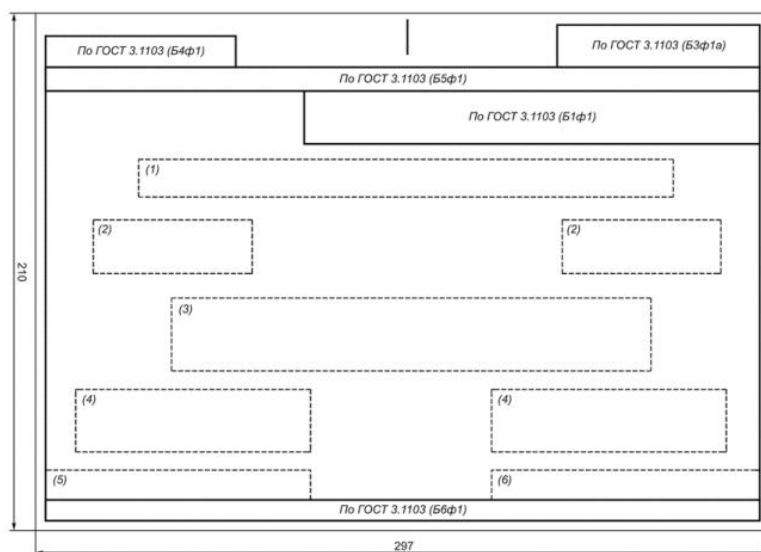 По ГОСТ 3.1103 (Б4ф1)
По ГОСТ 3.1103 (Б3ф1а)
По ГОСТ 3.1103 (Б5ф1)
По ГОСТ 3.1103 (Б1ф1)
(1)
(2)
(2)
210
(3)
(4)
(4)
(5)
(6)
По ГОСТ 3.1103 (Б6ф1)
297